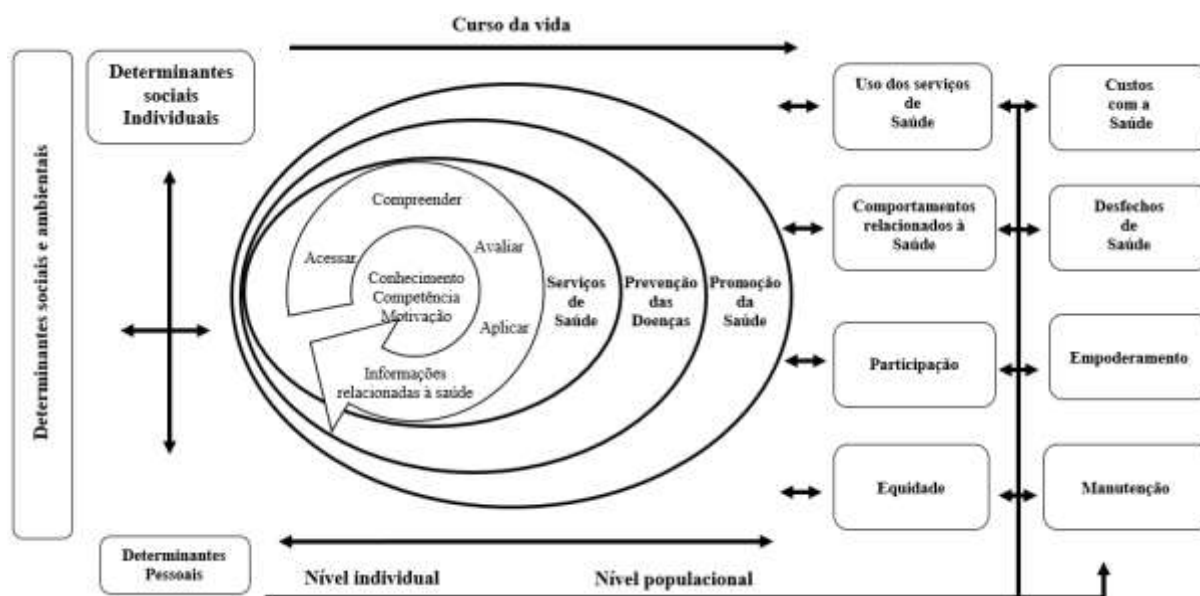 Curso da vida
Determinantes sociais e ambientais
Determinantes
sociais
Individuais
Determinantes
Pessoais
Compreender
Acessar
Avaliar
Conhecimento
Competência
Motivação
Aplicar
Informações
relacionadas à saúde
Serviços
de
Saúde
Prevenção
das
Doenças
Promoção
da
Saúde
Nível individual
Nível populacional
Uso dos serviços
de
Saúde
Custos
com a
Saúde
Comportamentos
relacionados à
Saúde
Desfechos
de
Saúde
Participação
Empoderamento
Equidade
Manutenção